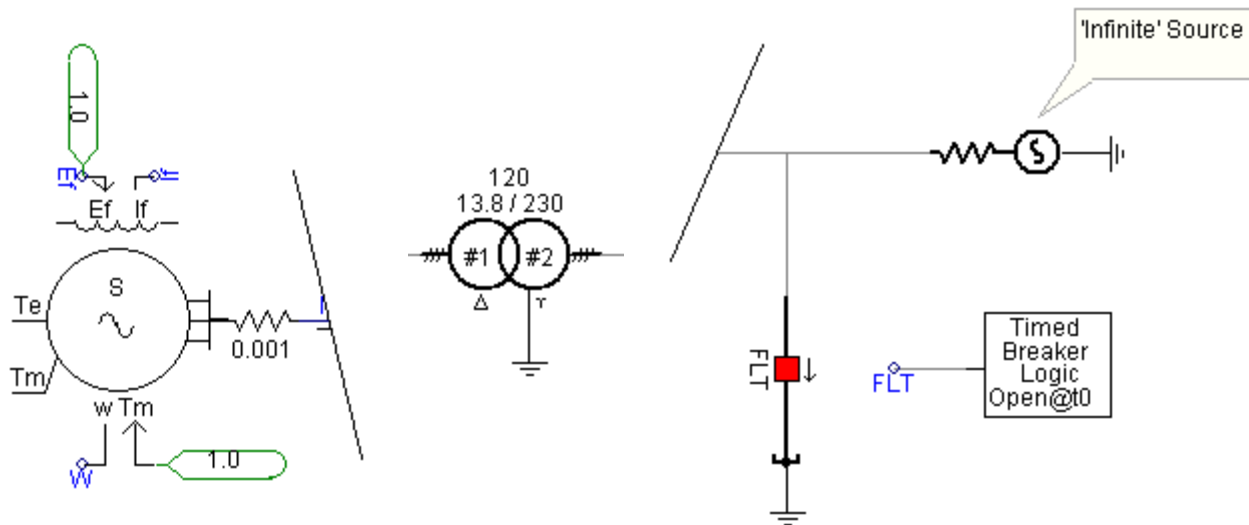 'Infinite' Source
1.0
Ef
If
Ef If
S
Te
Tm
0.001
w Tm
W
1.0
120
13.8 / 230
#1 #2
Δ
FLT
FLT
Timed
Breaker
Logic
Open@t0